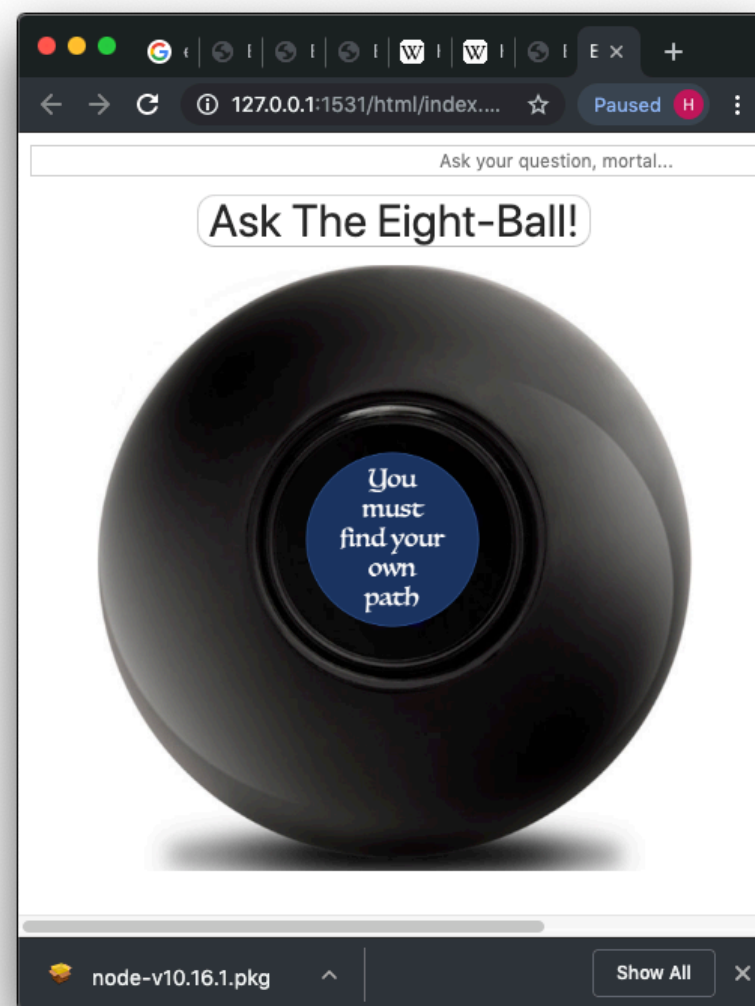 E
127.0.0.1:1531/html/index.... Paused H
Ask your question, mortal...
Ask The Eight-Ball!
You
must
find your
own
path
node-v10.16.1.pkg Show All